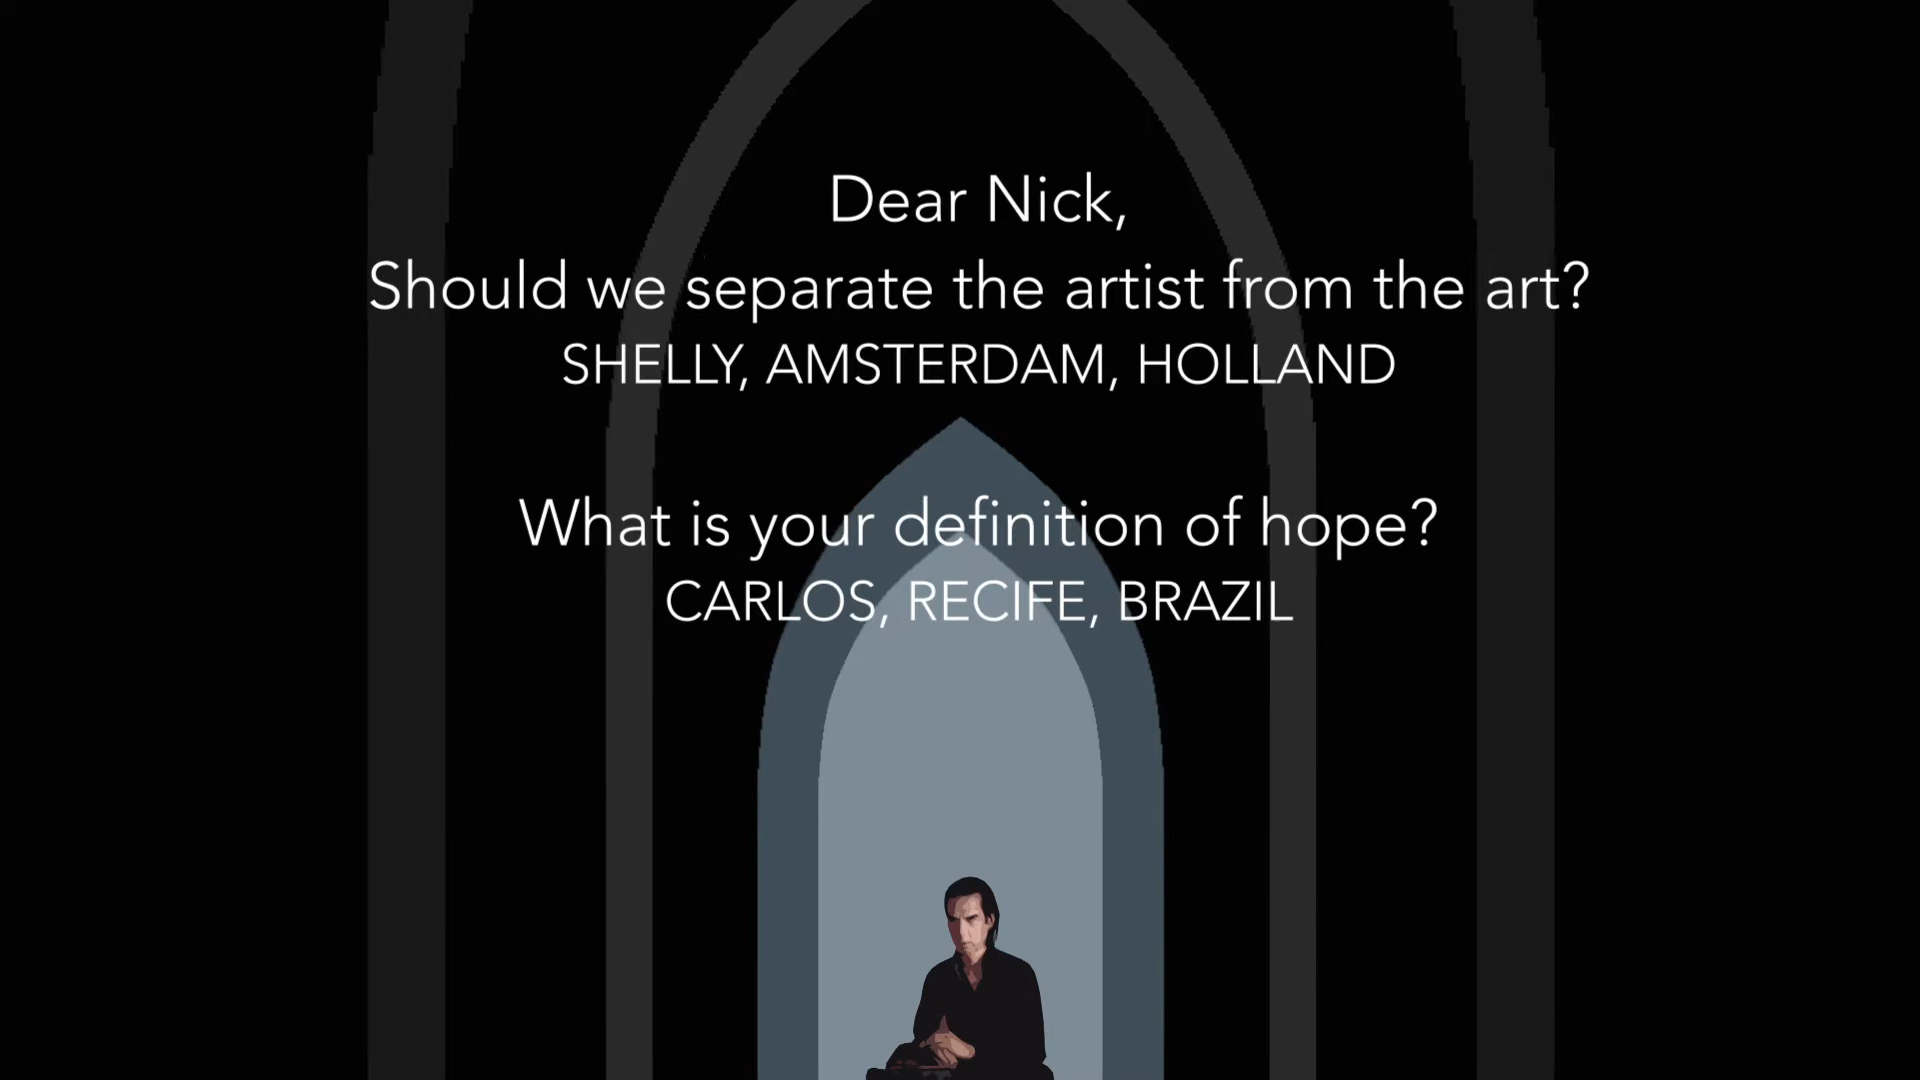 Dear Nick,
Should we separate the artist from the art?
SHELLY, AMSTERDAM, HOLLAND
What is your definition of hope?
CARLOS, RECIFE, BRAZIL